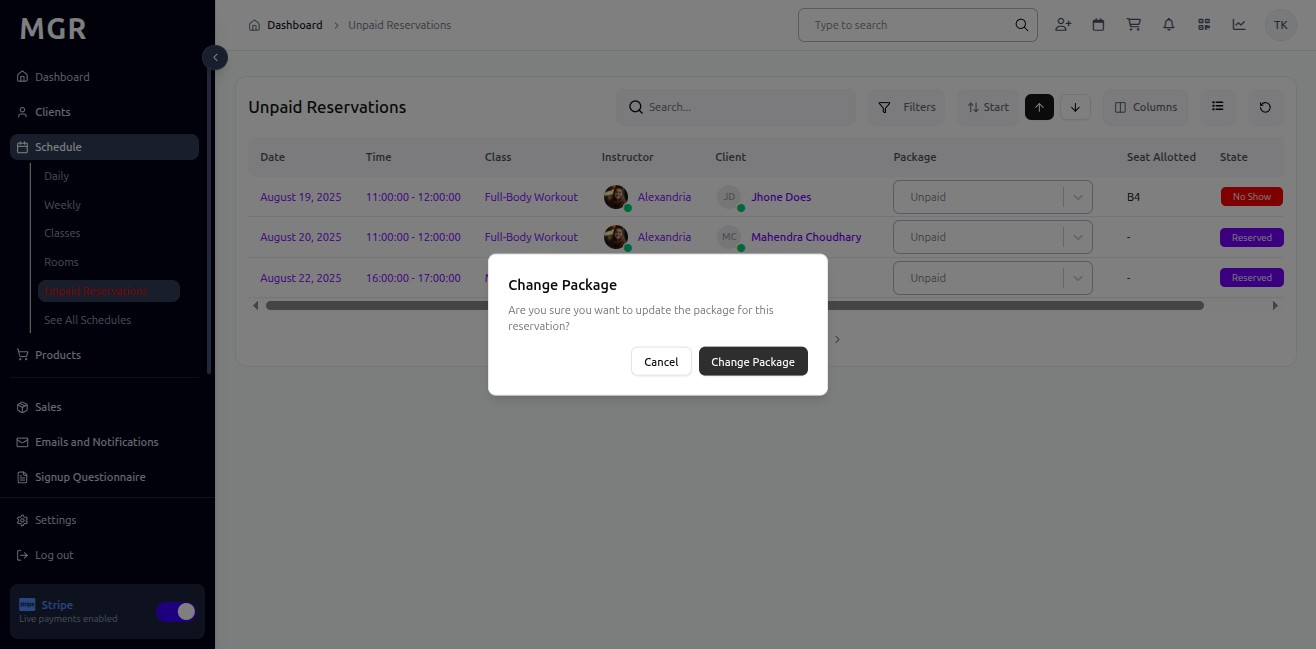 MGR
Dashboard
Clients
Schedule
Daily
Weekly
Classes
Rooms
Unpaid Reservations
See All Schedules
Products
Sales
Emails and Notifications
Signup Questionnaire
Settings
Log out
Stripe
Live payments enabled
Dashboard > Unpaid Reservations
Type to search
TK
Unpaid Reservations
Search...
Filters
Start
Columns
Date Time Class Instructor Client Package Seat Allotted State
August 19, 2025 11:00:00 - 12:00:00 Full-Body Workout Alexandria JD Jhone Does Unpaid B4 No Show
August 20, 2025 11:00:00 - 12:00:00 Full-Body Workout Alexandria MC Mahendra Choudhary Unpaid - Reserved
August 22, 2025 16:00:00 - 17:00:00 Unpaid - Reserved
Change Package
Are you sure you want to update the package for this
reservation?
Cancel
Change Package